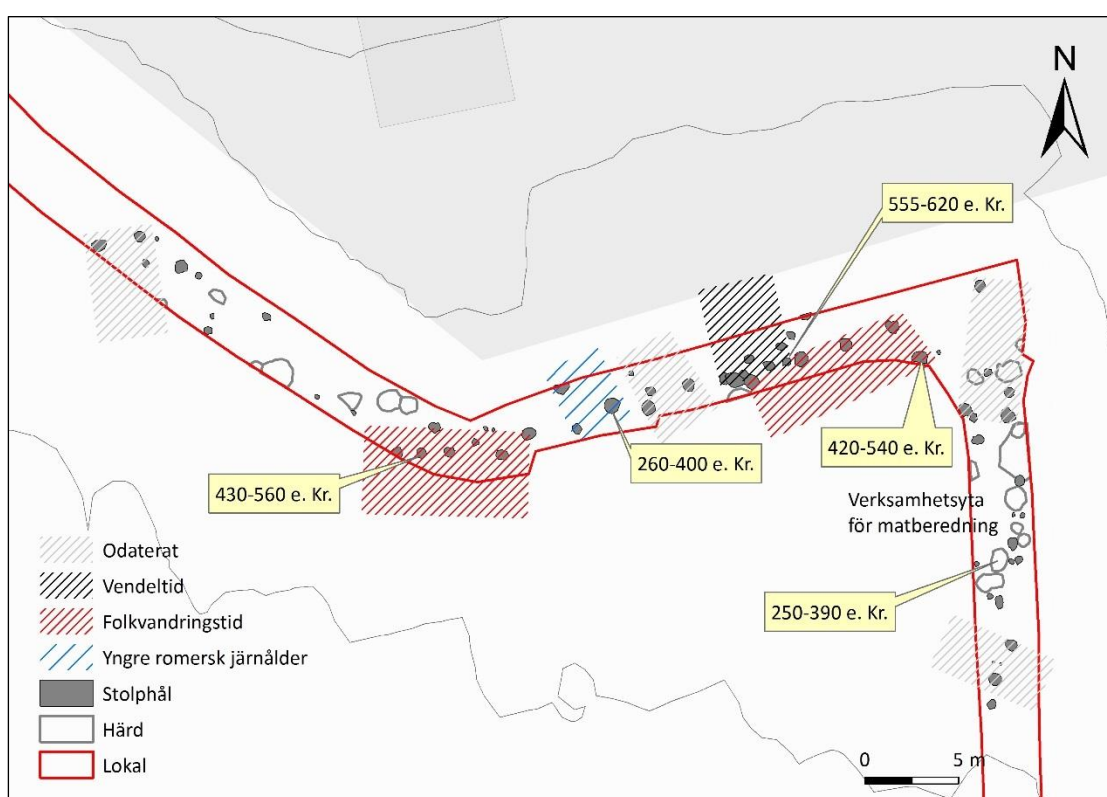 N
555-620 e. Kr.
260-400 e. Kr.
420-540 e. Kr.
430-560 e. Kr.
Verksamhetsyta
för matberedning
250-390 e. Kr.
Odaterat
Vendeltid
Folkvandringstid
Yngre romersk järnålder
Stolphål
Härd
Lokal
0 5 m